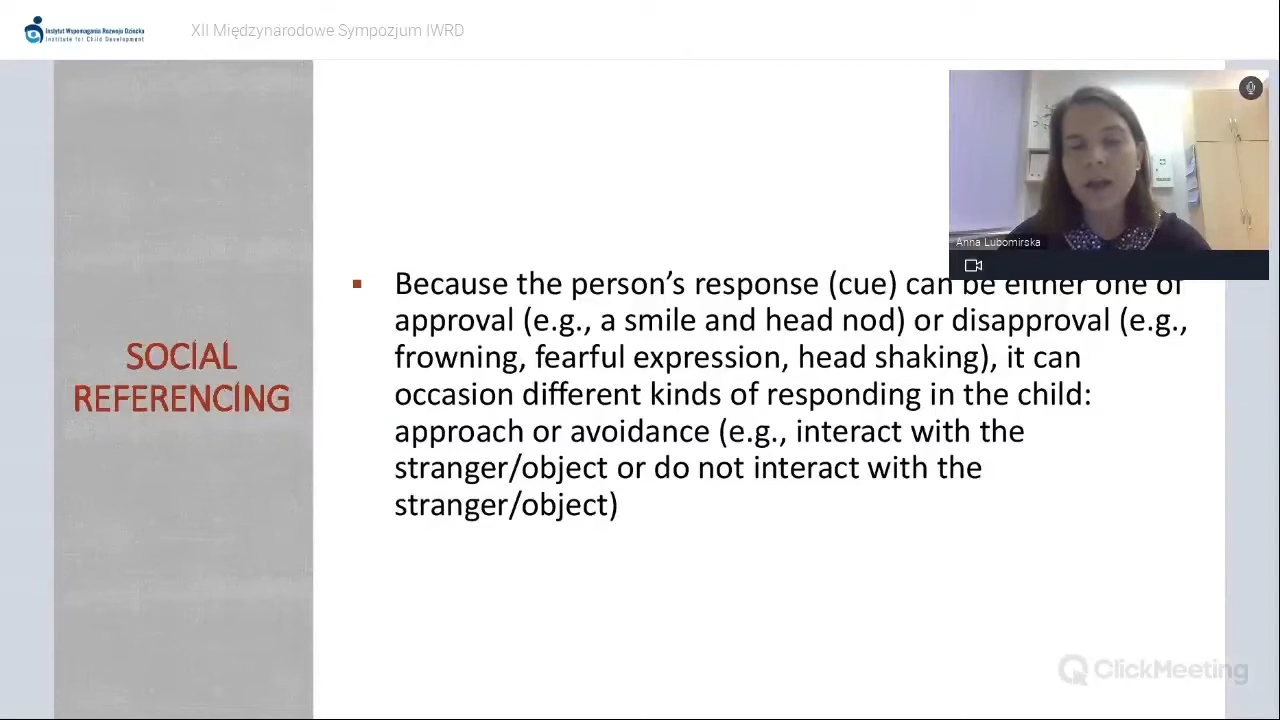 Instytut Wspomagania Rozwoju Dziecka
Institute for Child Development
XII Międzynarodowe Sympozjum IWRD
Anna Lubomirska
SOCIAL
REFERENCING
Because the person's response (cue) can be either one of
approval (e.g., a smile and head nod) or disapproval (e.g.,
frowning, fearful expression, head shaking), it can
occasion different kinds of responding in the child:
approach or avoidance (e.g., interact with the
stranger/object or do not interact with the
stranger/object)
ClickMeeting